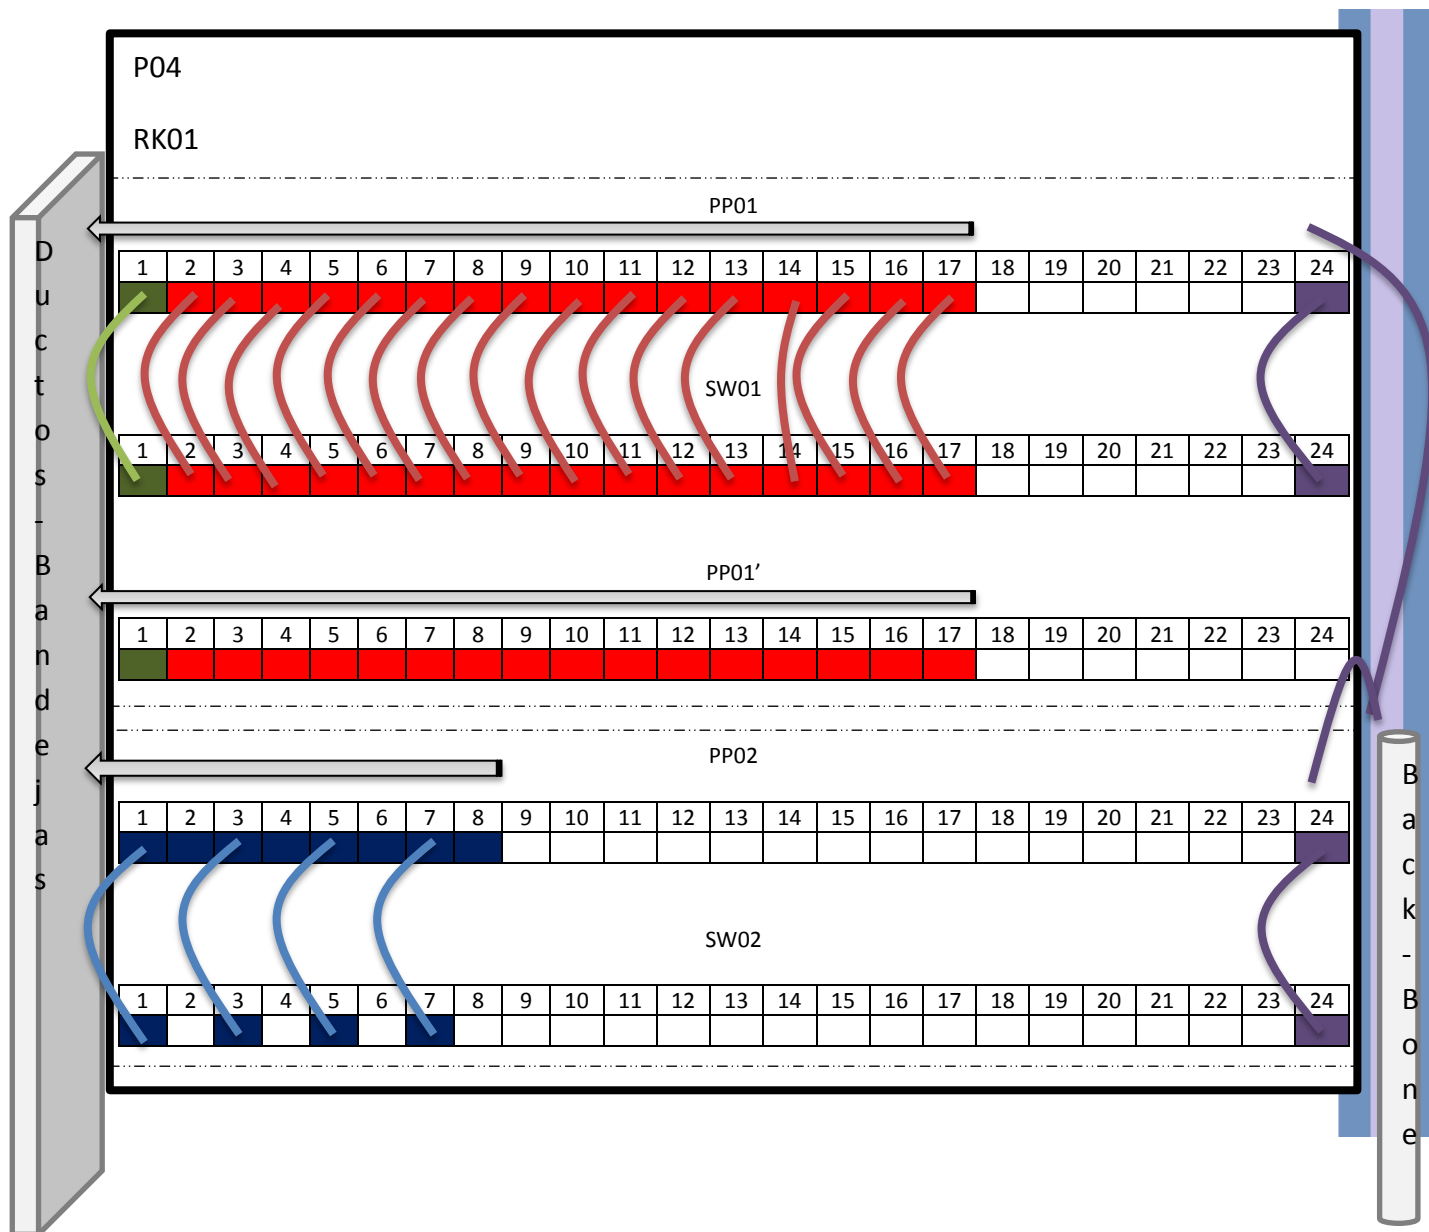 P04
RK01
PP01
1 2 3 4 5 6 7 8 9 10 11 12 13 14 15 16 17 18 19 20 21 22 23 24
SW01
1 2 3 4 5 6 7 8 9 10 11 12 13 14 15 16 17 18 19 20 21 22 23 24
PP01’
1 2 3 4 5 6 7 8 9 10 11 12 13 14 15 16 17 18 19 20 21 22 23 24
PP02
1 2 3 4 5 6 7 8 9 10 11 12 13 14 15 16 17 18 19 20 21 22 23 24
SW02
1 2 3 4 5 6 7 8 9 10 11 12 13 14 15 16 17 18 19 20 21 22 23 24
Ductos-Bandejas
Back-Bone